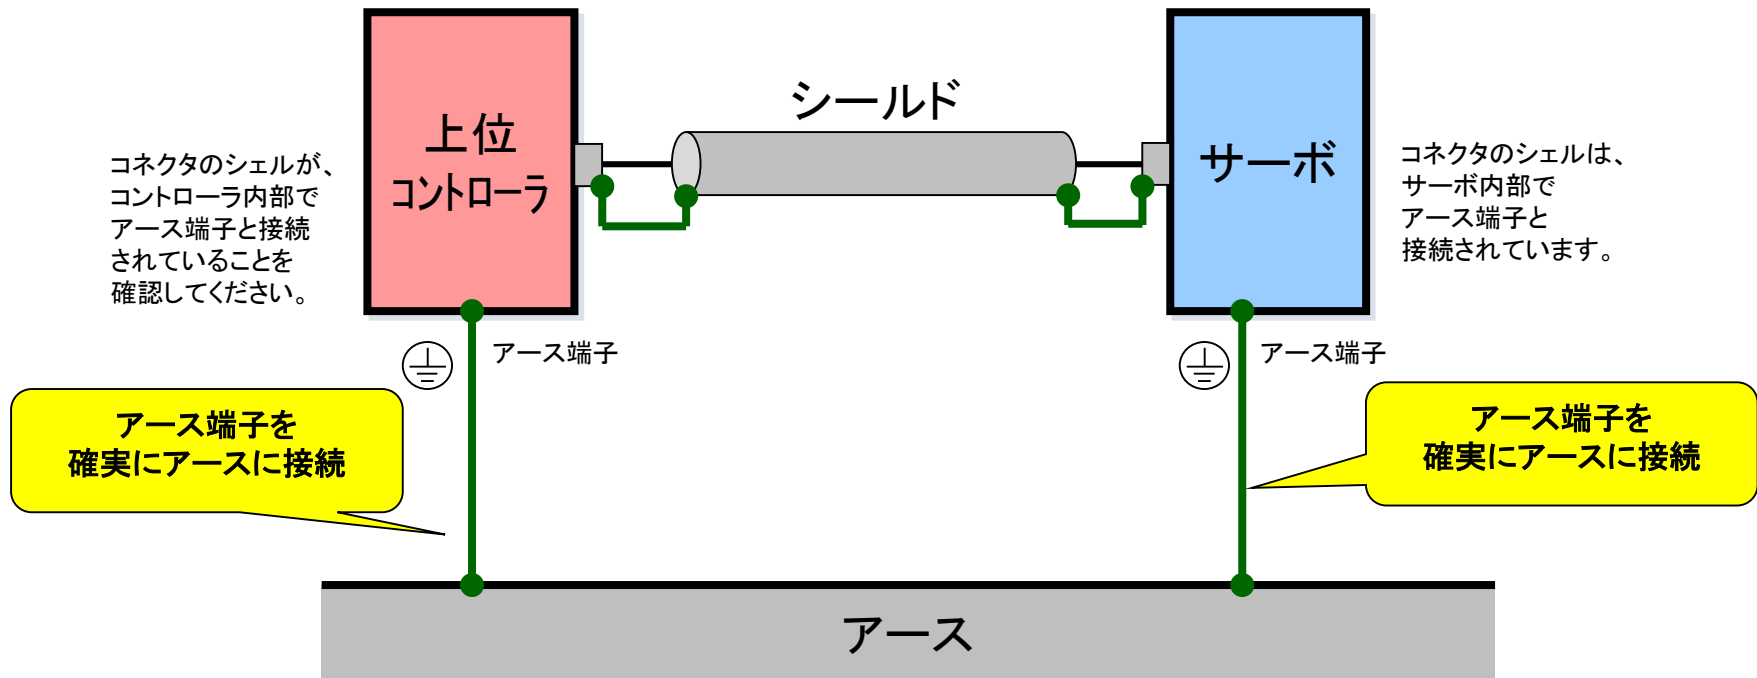 シールド
上位
コントローラ
サーボ
コネクタのシェルが、
コントローラ内部で
アース端子と接続
されていることを
確認してください。
コネクタのシェルは、
サーボ内部で
アース端子と
接続されています。
アース端子
アース端子
アース端子を
確実にアースに接続
アース端子を
確実にアースに接続
アース